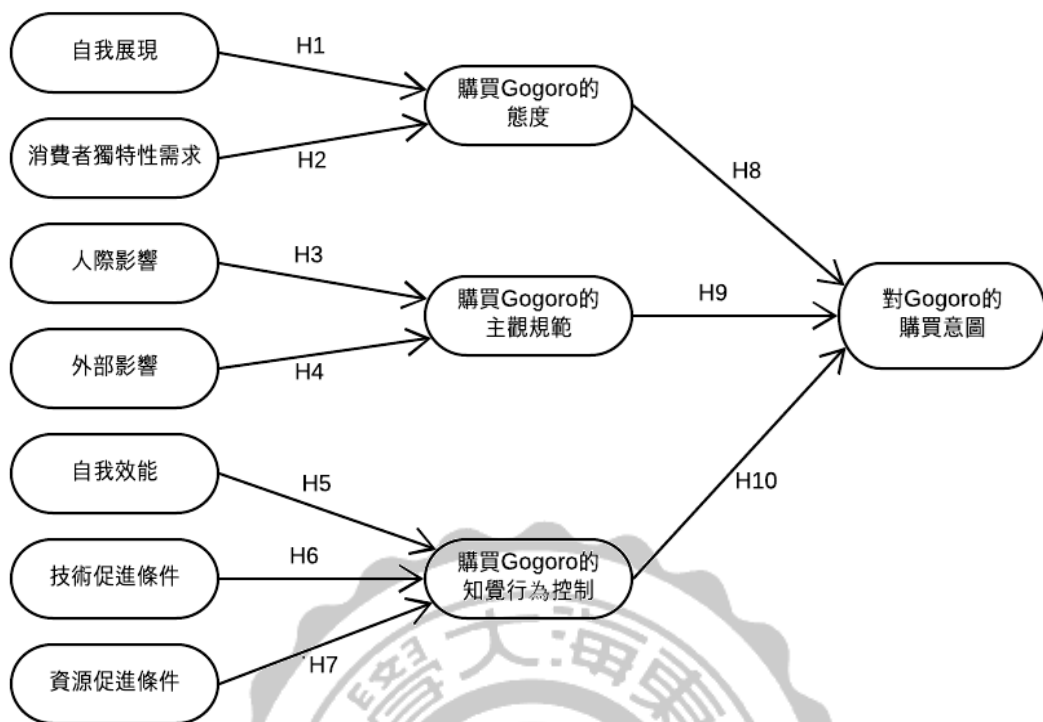 自我展現
H1
購買Gogoro的
態度
消費者獨特性需求
H2
H8
人際影響
H3
購買Gogoro的
主觀規範
H9
對Gogoro的
購買意圖
外部影響
H4
自我效能
H5
H10
技術促進條件
H6
購買Gogoro的
知覺行為控制
資源促進條件
H7
學大海東